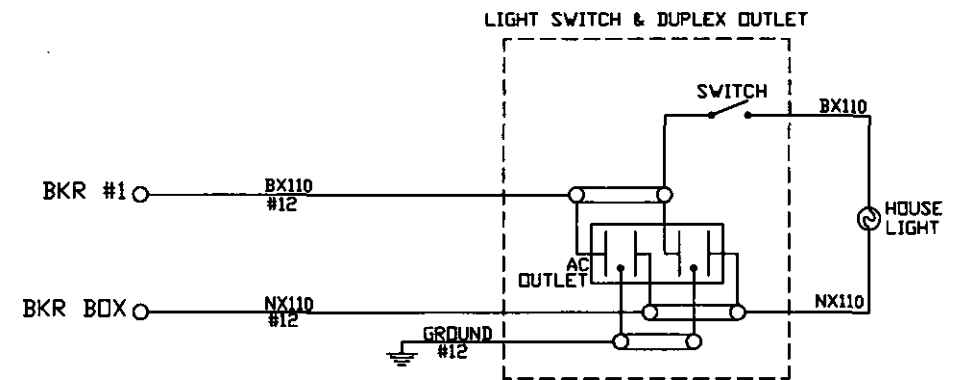 LIGHT SWITCH & DUPLEX OUTLET
SWITCH
BX110
BKR #1
BX110
#12
HOUSE
LIGHT
AC
OUTLET
BKR BOX
NX110
#12
NX110
GROUND
#12